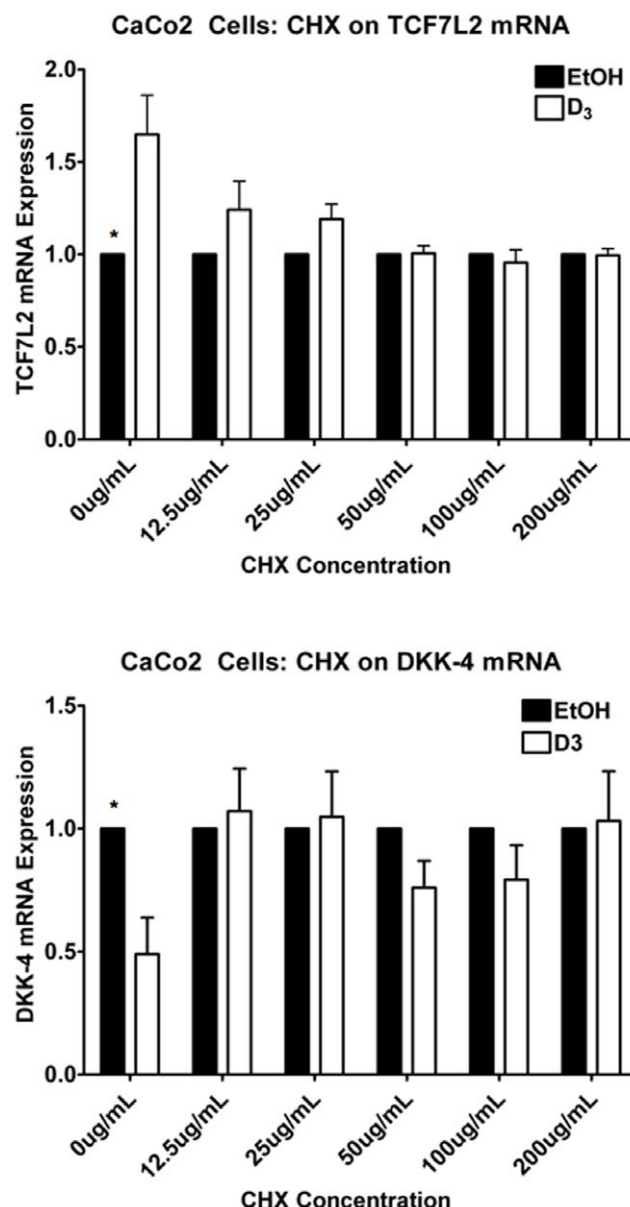 CaCo2 Cells: CHX on TCF7L2 mRNA
EtOH
D3
TCF7L2 mRNA Expression
2.0
1.5
1.0
0.5
0.0
*
0ug/mL
12.5ug/mL
25ug/mL
50ug/mL
100ug/mL
200ug/mL
CHX Concentration
CaCo2 Cells: CHX on DKK-4 mRNA
EtOH
D3
DKK-4 mRNA Expression
1.5
1.0
0.5
0.0
*
0ug/mL
12.5ug/mL
25ug/mL
50ug/mL
100ug/mL
200ug/mL
CHX Concentration